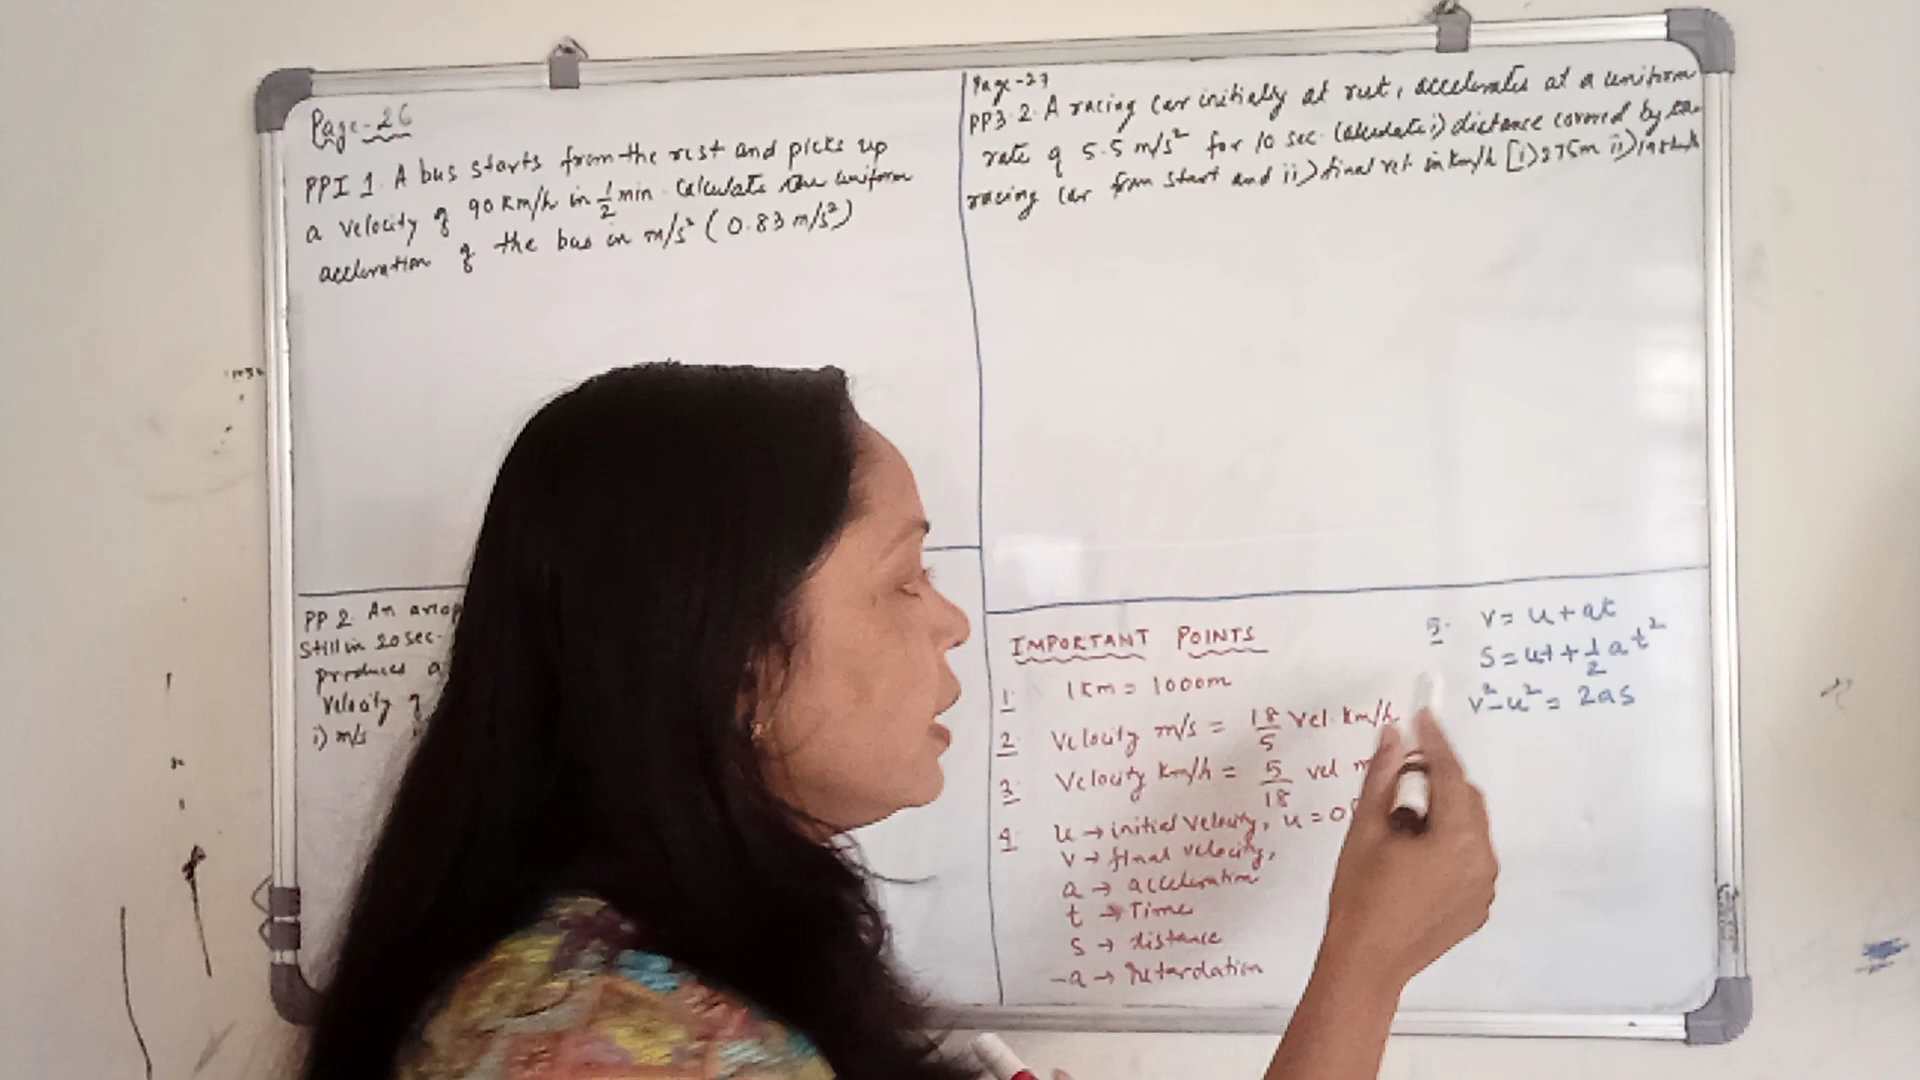 Page-26
PPI 1. A bus starts from the rest and picks up
a velocity of 90 Km/h in 1/2 min. Calculate the uniform
accleration of the bus in m/s² (0.83 m/s²)
Page-27
PP3.2. A racing Car initially at rest, accelerates at a uniform
rate of 5.5 m/s² for 10 sec. Calculate i) distance covered by
racing Car from start and ii) final vel in km/h [i) 275m ii)
PP 2. An
Still in 20 sec.
produces a
Velocity of
i) m/s
IMPORTANT POINTS
1. 1 Km = 1000m
2. Velocity m/s = 18/5 Vel. km/h
3. Velocity Km/h = 5/18 vel m
4. u → initial velocity, u = 0
v → final velocity,
a → accleration
t → Time
s → distance
-a → Retardation
5. v = u + at
S = ut + 1/2 at²
v² - u² = 2as